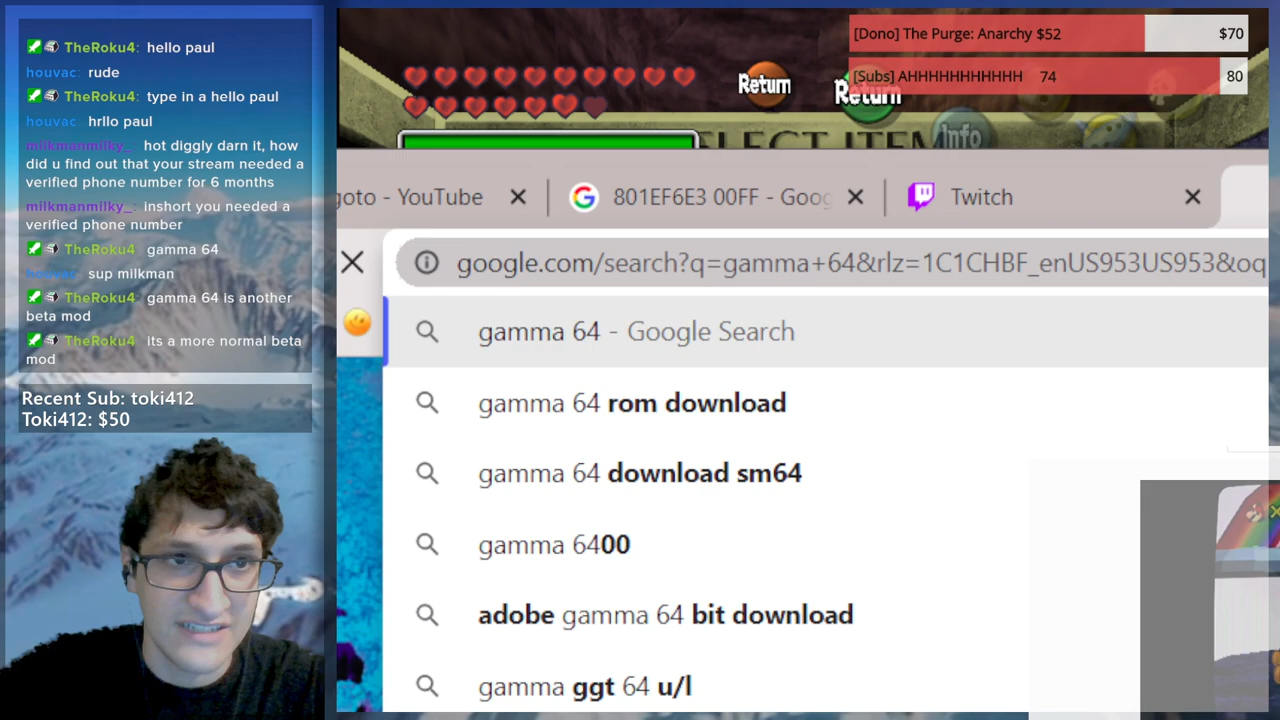 TheRoku4: hello paul
houvac: rude
TheRoku4: type in a hello paul
houvac: hrllo paul
milkmanmilky_: hot diggly darn it, how
did u find out that your stream needed a
verified phone number for 6 months
milkmanmilky_: inshort you needed a
verified phone number
TheRoku4: gamma 64
houvac: sup milkman
TheRoku4: gamma 64 is another
beta mod
TheRoku4: its a more normal beta
mod
Recent Sub: toki412
Toki412: $50
[Dono] The Purge: Anarchy $52 $70
[Subs] AHHHHHHHHHHH 74 80
Return
Return
SELECT ITEM
Info
goto - YouTube
801EF6E3 00FF - Goog
Twitch
google.com/search?q=gamma+64&rlz=1C1CHBF_enUS953US953&oq
gamma 64 - Google Search
gamma 64 rom download
gamma 64 download sm64
gamma 6400
adobe gamma 64 bit download
gamma ggt 64 u/l